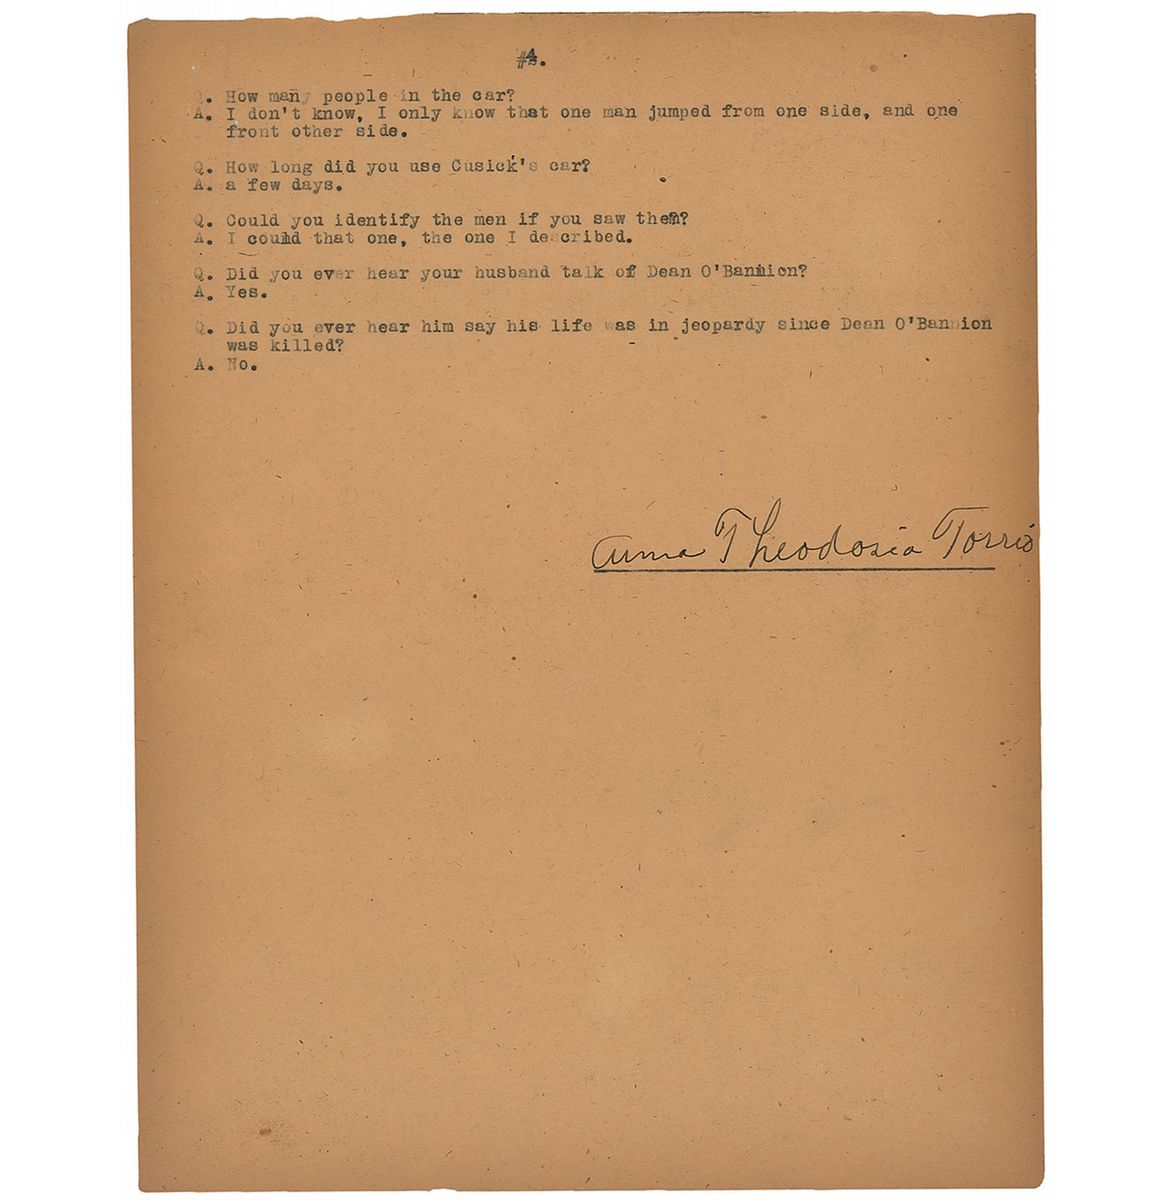 #4.
Q. How many people in the car?
A. I don't know, I only know that one man jumped from one side, and one
front other side.
Q. How long did you use Cusick's car?
A. a few days.
Q. Could you identify the men if you saw them?
A. I could that one, the one I described.
Q. Did you ever hear your husband talk of Dean O'Bannion?
A. Yes.
Q. Did you ever hear him say his life was in jeopardy since Dean O'Bannion
was killed?
A. No.
Anna Theodosia Torrio